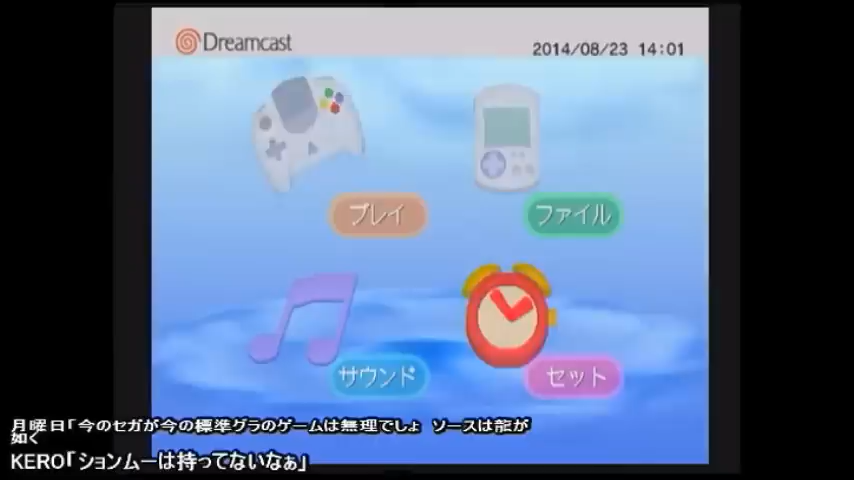 Dreamcast
2014/08/23 14:01
プレイ
ファイル
サウンド
セット
月曜日「今のセガが今の標準グラのゲームは無理でしょ ソースは龍が
如く
KERO「ションムーは持ってないなぁ」